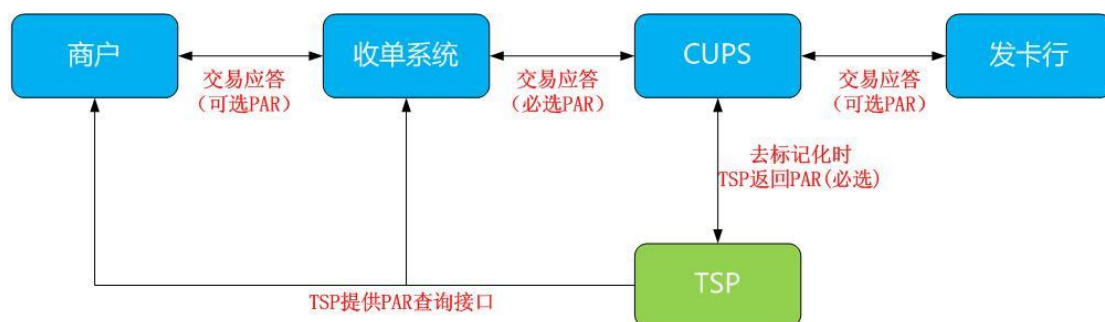 商户
收单系统
CUPS
发卡行
交易应答
（可选PAR）
交易应答
（必选PAR）
交易应答
（可选PAR）
去标记化时
TSP返回PAR(必选)
TSP
TSP提供PAR查询接口